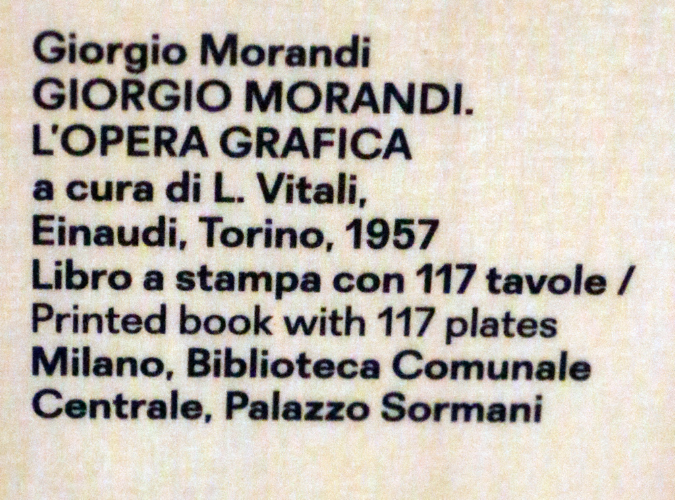 Giorgio Morandi
GIORGIO MORANDI.
L'OPERA GRAFICA
a cura di L. Vitali,
Einaudi, Torino, 1957
Libro a stampa con 117 tavole /
Printed book with 117 plates
Milano, Biblioteca Comunale
Centrale, Palazzo Sormani